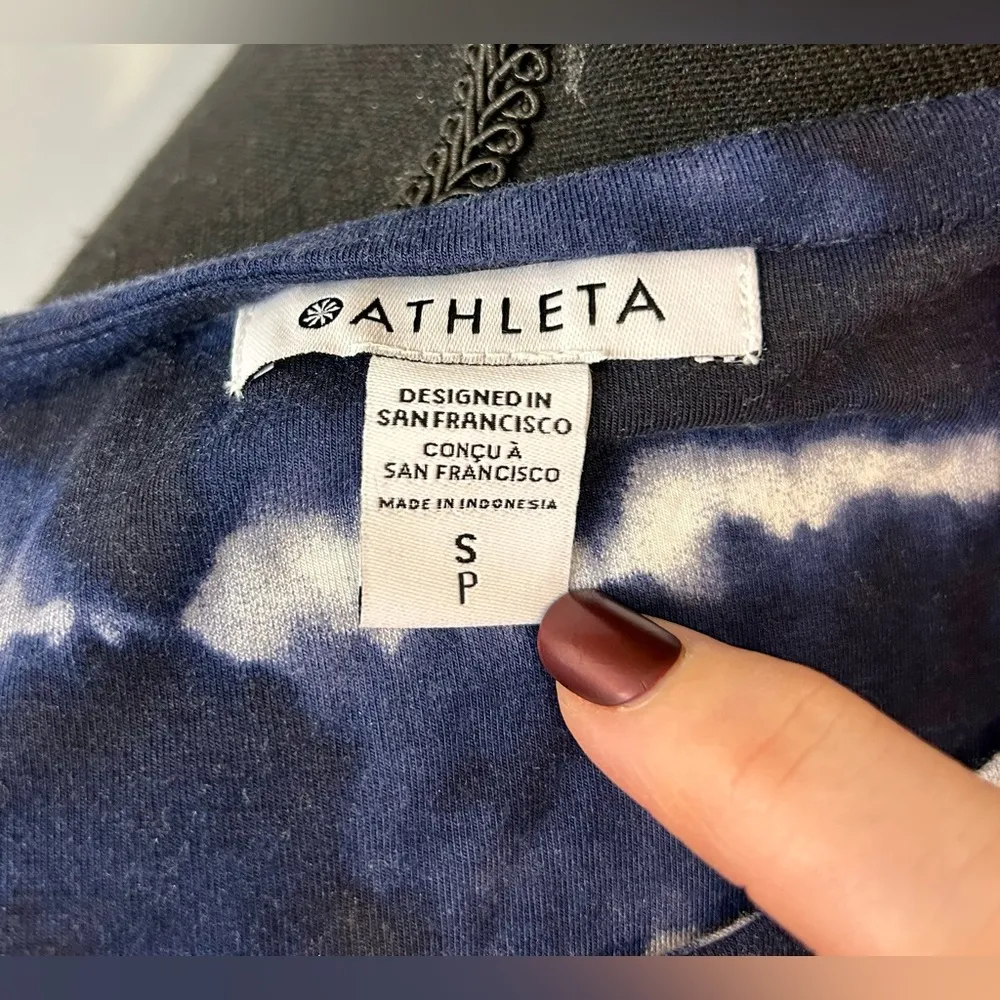 ATHLETA
DESIGNED IN
SAN FRANCISCO
CONÇU À
SAN FRANCISCO
MADE IN INDONESIA
S
P